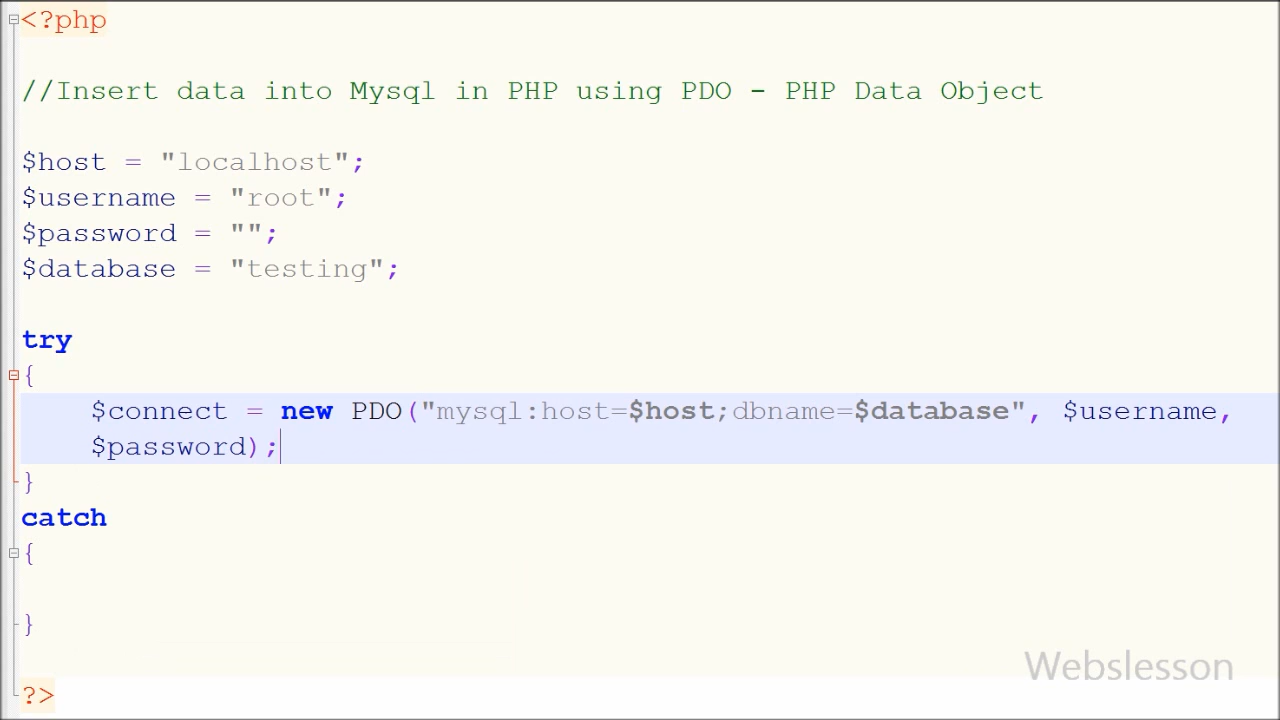 <?php
//Insert data into Mysql in PHP using PDO - PHP Data Object
$host = "localhost";
$username = "root";
$password = "";
$database = "testing";
try
{
$connect = new PDO("mysql:host=$host;dbname=$database", $username,
$password);
}
catch
{
}
?>
Webslesson